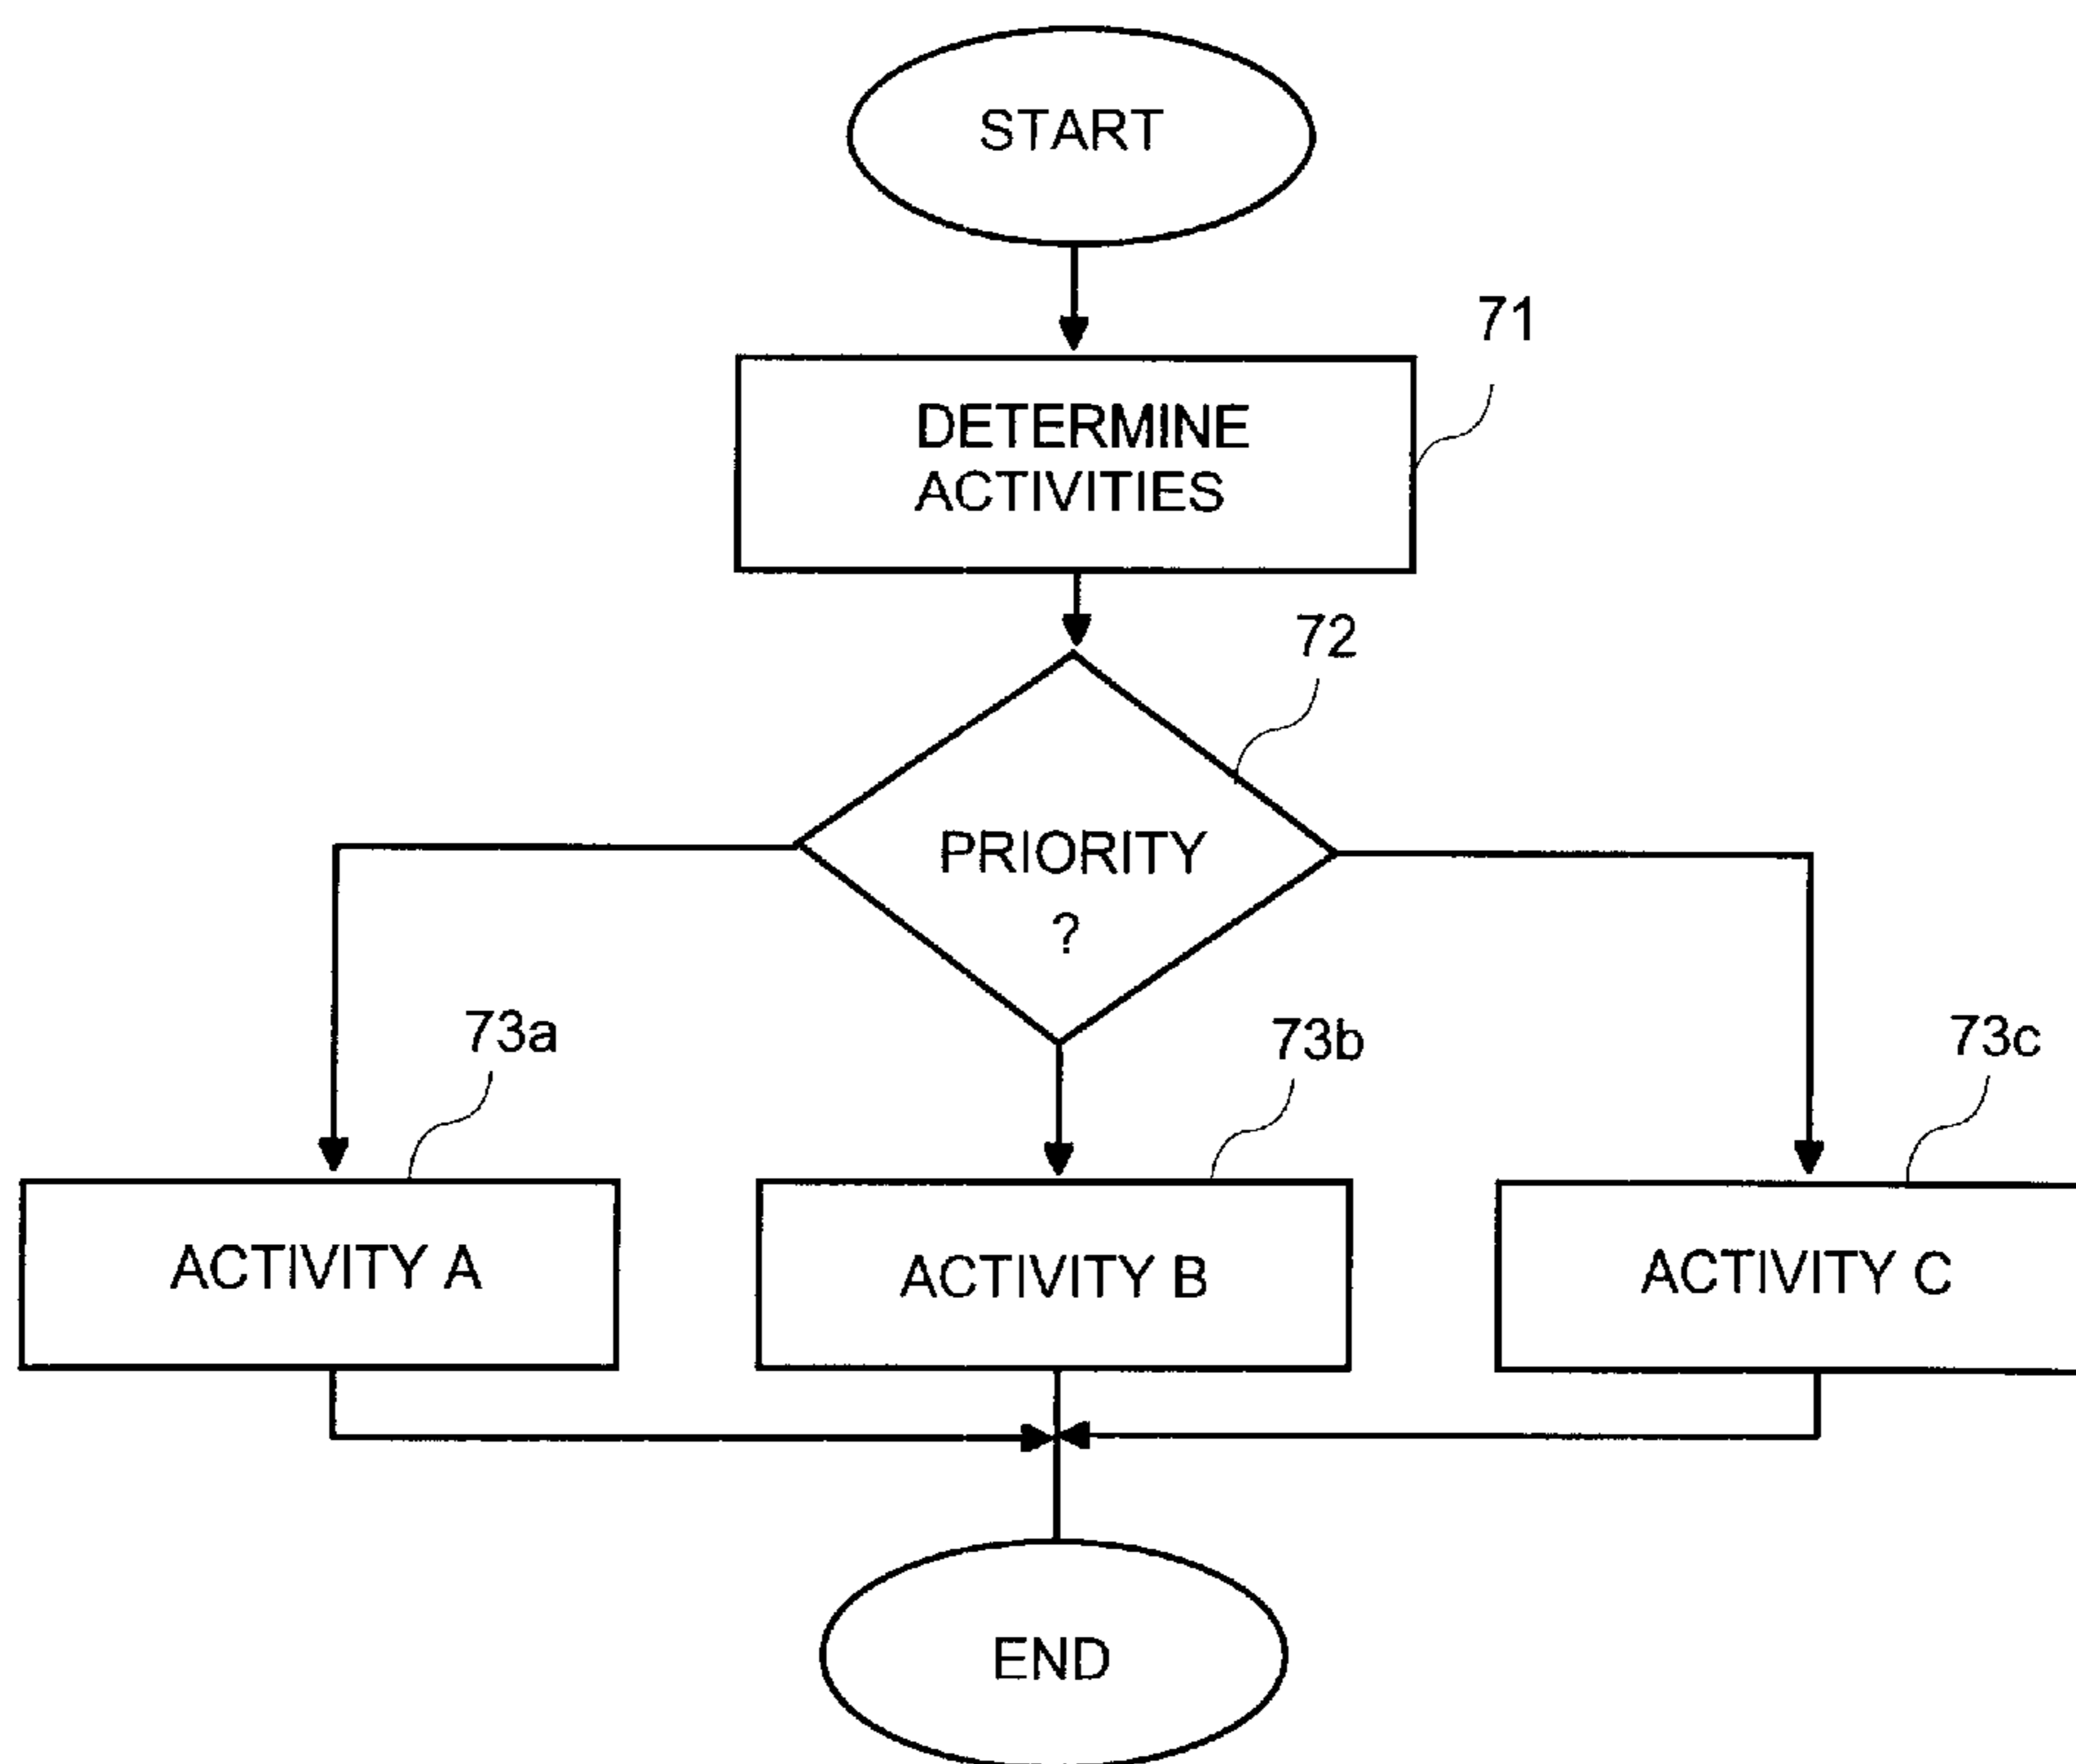 START
71
DETERMINE
ACTIVITIES
72
PRIORITY
?
73a
73b
73c
ACTIVITY A
ACTIVITY B
ACTIVITY C
END